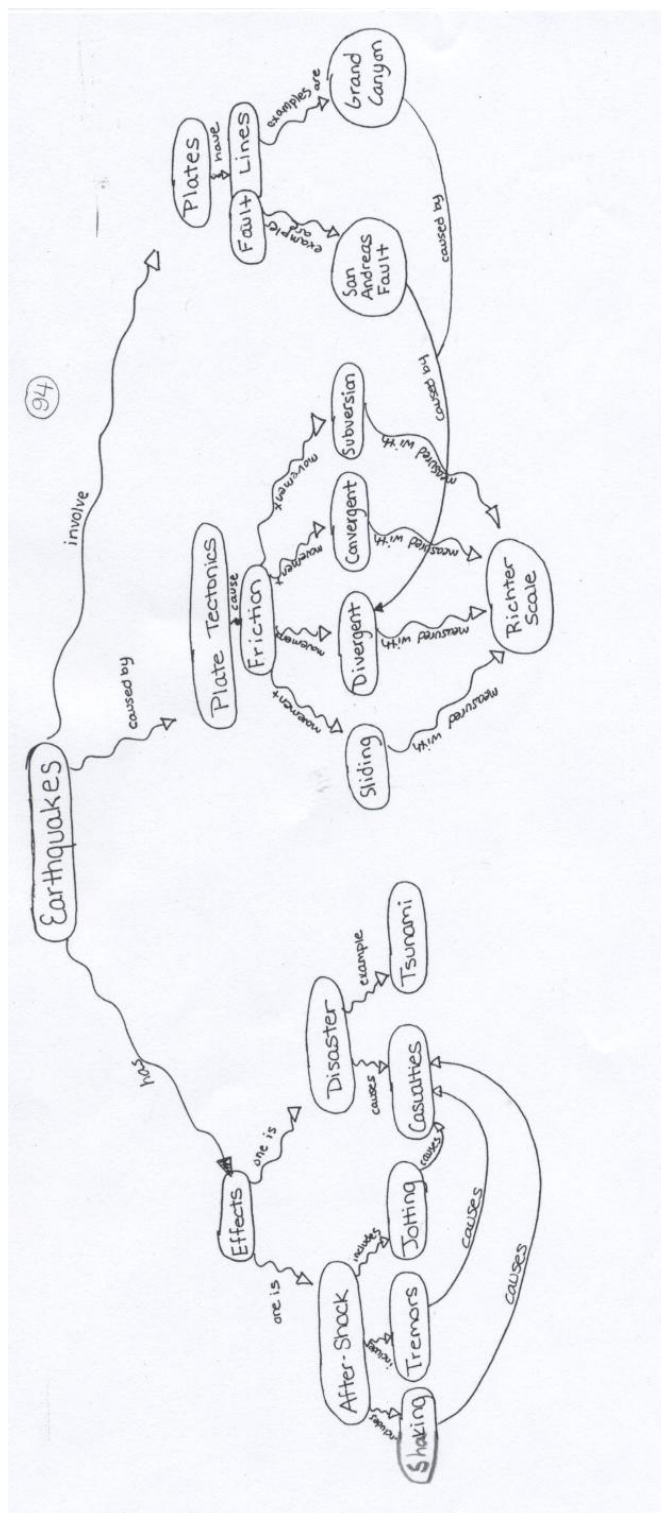 94
Earthquakes
has
caused by
involve
Effects
one is
one is
After-Shock
includes
includes
includes
Shaking
Tremors
Jolting
causes
causes
causes
Disaster
causes
example
Casualties
Tsunami
Plate Tectonics
cause
Friction
movement
movement
movement
movement
Sliding
Divergent
Convergent
Subversion
measured with
measured with
measured with
measured with
Richter
Scale
Plates
have
Fault Lines
examples are
examples are
San
Andreas
Fault
Grand
Canyon
caused by
caused by